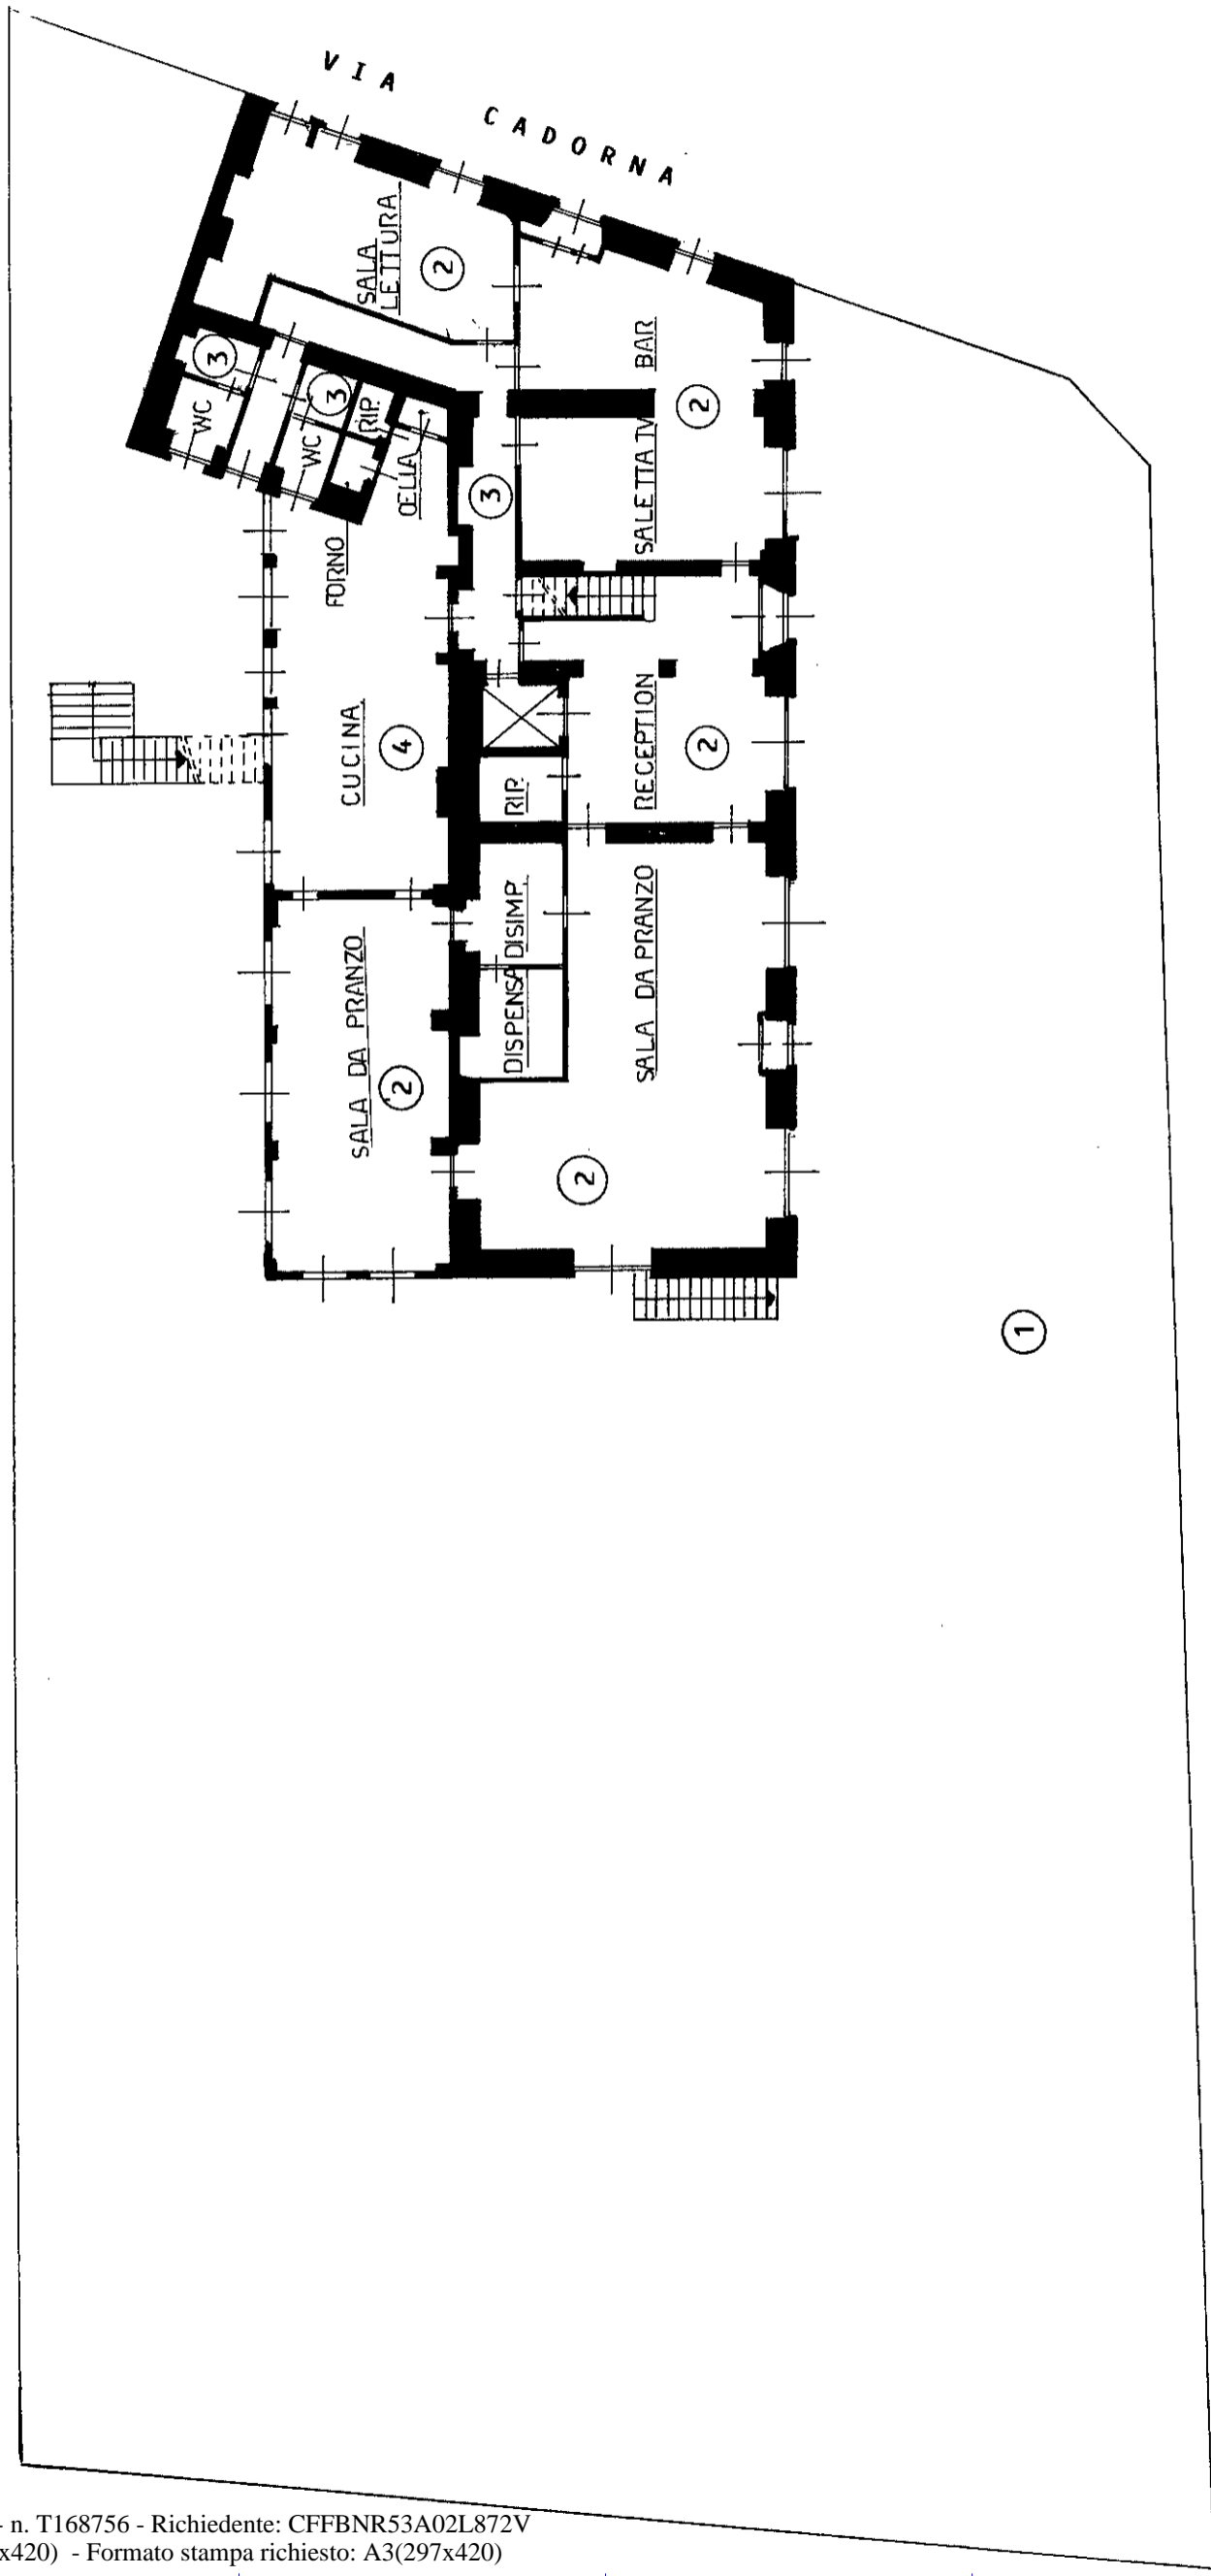 VIA CADORNA
SALA
LETTURA
2
3
WC
3
WC
RIP.
CELLA
FORNO
BAR
2
SALETTA TV
3
CUCINA
4
RECEPTION
2
RIP.
DISIMP.
DISPENSA
SALA DA PRANZO
2
SALA DA PRANZO
2
1
- n. T168756 - Richiedente: CFFBNR53A02L872V
x420) - Formato stampa richiesto: A3(297x420)